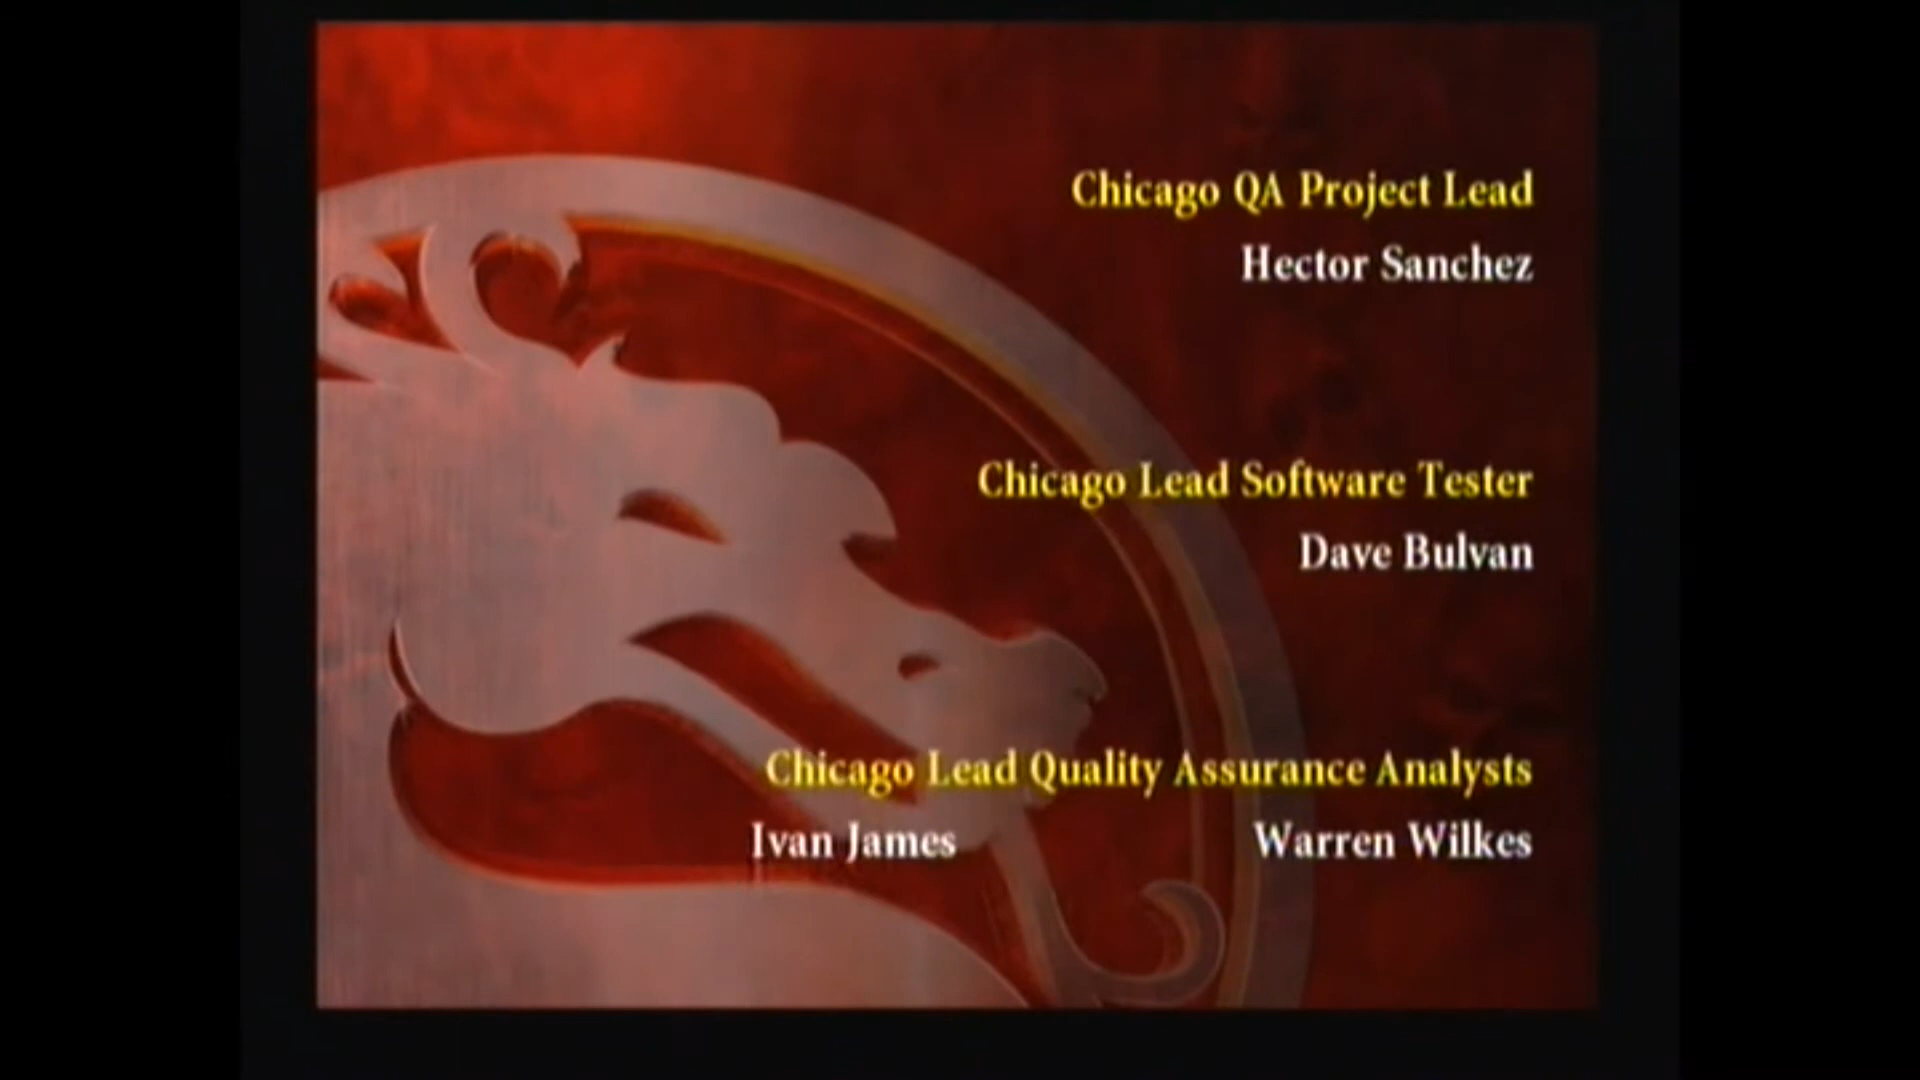 Chicago QA Project Lead
Hector Sanchez
Chicago Lead Software Tester
Dave Bulvan
Chicago Lead Quality Assurance Analysts
Ivan James Warren Wilkes